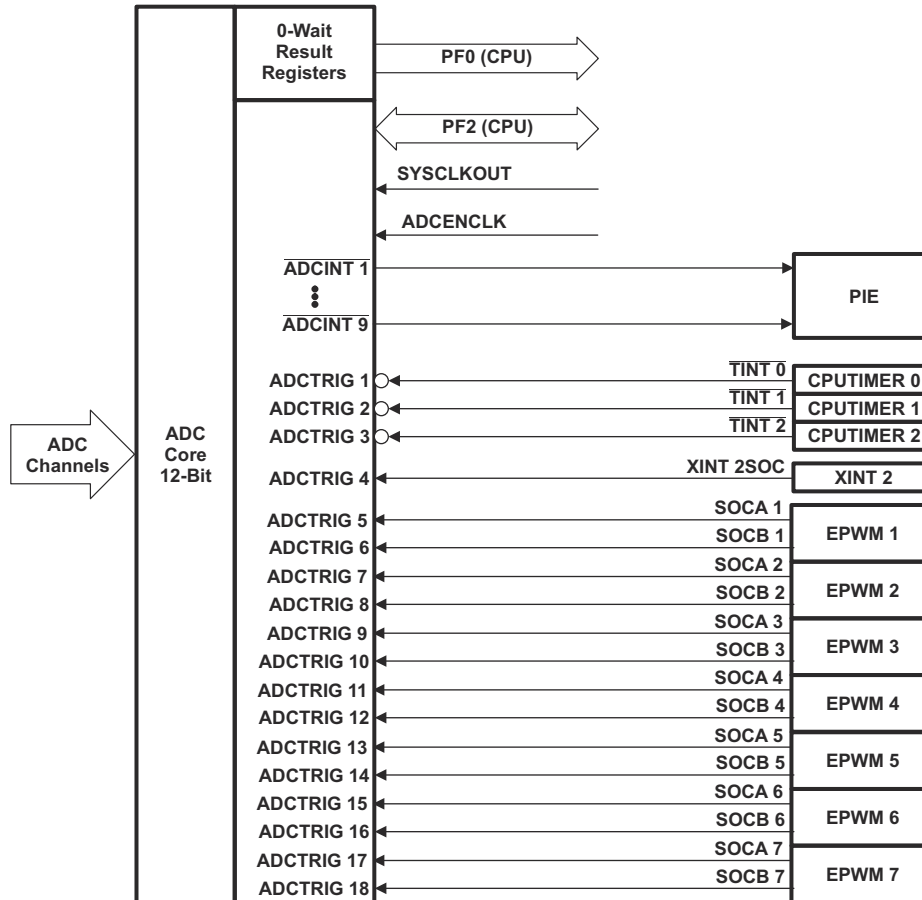 0-Wait
Result
Registers
PF0 (CPU)
PF2 (CPU)
SYSCLKOUT
ADCENCLK
ADCINT 1
PIE
ADCINT 9
TINT 0
ADCTRIG 1
CPUTIMER 0
TINT 1
ADCTRIG 2
CPUTIMER 1
TINT 2
ADCTRIG 3
CPUTIMER 2
ADC
Channels
ADC
Core
12-Bit
XINT 2SOC
ADCTRIG 4
XINT 2
SOCA 1
ADCTRIG 5
EPWM 1
SOCB 1
ADCTRIG 6
SOCA 2
ADCTRIG 7
EPWM 2
SOCB 2
ADCTRIG 8
SOCA 3
ADCTRIG 9
EPWM 3
SOCB 3
ADCTRIG 10
SOCA 4
ADCTRIG 11
EPWM 4
SOCB 4
ADCTRIG 12
SOCA 5
ADCTRIG 13
EPWM 5
SOCB 5
ADCTRIG 14
SOCA 6
ADCTRIG 15
EPWM 6
SOCB 6
ADCTRIG 16
SOCA 7
ADCTRIG 17
EPWM 7
SOCB 7
ADCTRIG 18